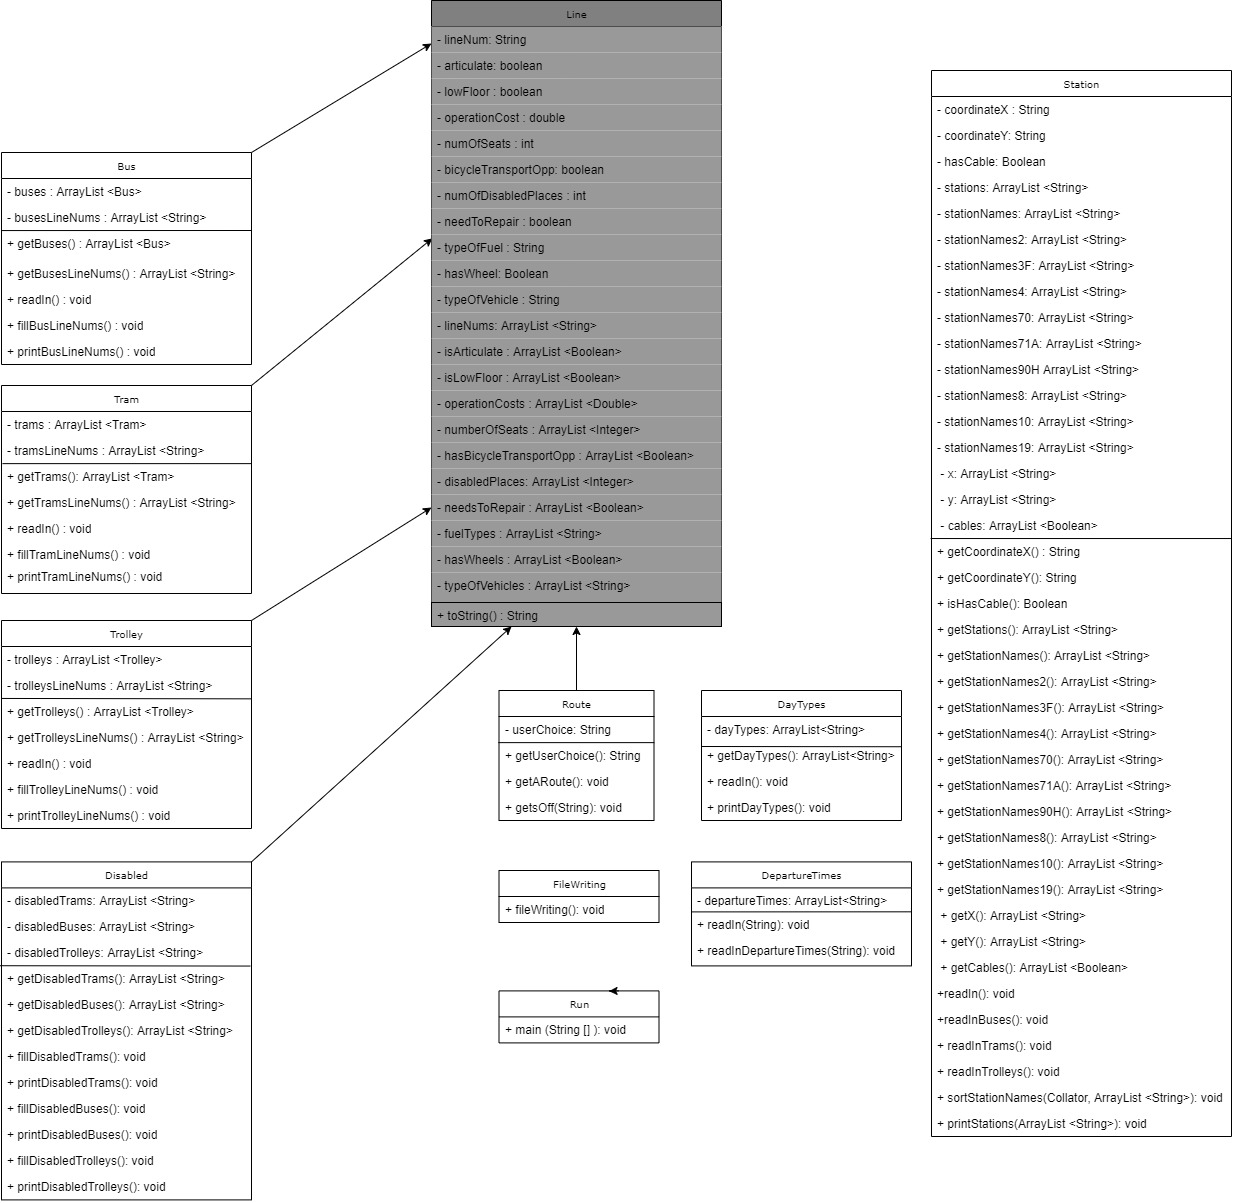 Line
- lineNum: String
- articulate: boolean
- lowFloor : boolean
- operationCost : double
- numOfSeats : int
- bicycleTransportOpp: boolean
- numOfDisabledPlaces : int
- needToRepair : boolean
- typeOfFuel : String
- hasWheel: Boolean
- typeOfVehicle : String
- lineNums: ArrayList <String>
- isArticulate : ArrayList <Boolean>
- isLowFloor : ArrayList <Boolean>
- operationCosts : ArrayList <Double>
- numberOfSeats : ArrayList <Integer>
- hasBicycleTransportOpp : ArrayList <Boolean>
- disabledPlaces: ArrayList <Integer>
- needsToRepair : ArrayList <Boolean>
- fuelTypes : ArrayList <String>
- hasWheels : ArrayList <Boolean>
- typeOfVehicles : ArrayList <String>
+ toString() : String
Bus
- buses : ArrayList <Bus>
- busesLineNums : ArrayList <String>
+ getBuses() : ArrayList <Bus>
+ getBusesLineNums() : ArrayList <String>
+ readIn() : void
+ fillBusLineNums() : void
+ printBusLineNums() : void
Tram
- trams : ArrayList <Tram>
- tramsLineNums : ArrayList <String>
+ getTrams(): ArrayList <Tram>
+ getTramsLineNums() : ArrayList <String>
+ readIn() : void
+ fillTramLineNums() : void
+ printTramLineNums() : void
Trolley
- trolleys : ArrayList <Trolley>
- trolleysLineNums : ArrayList <String>
+ getTrolleys() : ArrayList <Trolley>
+ getTrolleysLineNums() : ArrayList <String>
+ readIn() : void
+ fillTrolleyLineNums() : void
+ printTrolleyLineNums() : void
Disabled
- disabledTrams: ArrayList <String>
- disabledBuses: ArrayList <String>
- disabledTrolleys: ArrayList <String>
+ getDisabledTrams(): ArrayList <String>
+ getDisabledBuses(): ArrayList <String>
+ getDisabledTrolleys(): ArrayList <String>
+ fillDisabledTrams(): void
+ printDisabledTrams(): void
+ fillDisabledBuses(): void
+ printDisabledBuses(): void
+ fillDisabledTrolleys(): void
+ printDisabledTrolleys(): void
Route
- userChoice: String
+ getUserChoice(): String
+ getARoute(): void
+ getsOff(String): void
DayTypes
- dayTypes: ArrayList<String>
+ getDayTypes(): ArrayList<String>
+ readIn(): void
+ printDayTypes(): void
FileWriting
+ fileWriting(): void
DepartureTimes
- departureTimes: ArrayList<String>
+ readIn(String): void
+ readInDepartureTimes(String): void
Run
+ main (String [] ): void
Station
- coordinateX : String
- coordinateY: String
- hasCable: Boolean
- stations: ArrayList <String>
- stationNames: ArrayList <String>
- stationNames2: ArrayList <String>
- stationNames3F: ArrayList <String>
- stationNames4: ArrayList <String>
- stationNames70: ArrayList <String>
- stationNames71A: ArrayList <String>
- stationNames90H ArrayList <String>
- stationNames8: ArrayList <String>
- stationNames10: ArrayList <String>
- stationNames19: ArrayList <String>
- x: ArrayList <String>
- y: ArrayList <String>
- cables: ArrayList <Boolean>
+ getCoordinateX() : String
+ getCoordinateY(): String
+ isHasCable(): Boolean
+ getStations(): ArrayList <String>
+ getStationNames(): ArrayList <String>
+ getStationNames2(): ArrayList <String>
+ getStationNames3F(): ArrayList <String>
+ getStationNames4(): ArrayList <String>
+ getStationNames70(): ArrayList <String>
+ getStationNames71A(): ArrayList <String>
+ getStationNames90H(): ArrayList <String>
+ getStationNames8(): ArrayList <String>
+ getStationNames10(): ArrayList <String>
+ getStationNames19(): ArrayList <String>
+ getX(): ArrayList <String>
+ getY(): ArrayList <String>
+ getCables(): ArrayList <Boolean>
+readIn(): void
+readInBuses(): void
+ readInTrams(): void
+ readInTrolleys(): void
+ sortStationNames(Collator, ArrayList <String>): void
+ printStations(ArrayList <String>): void